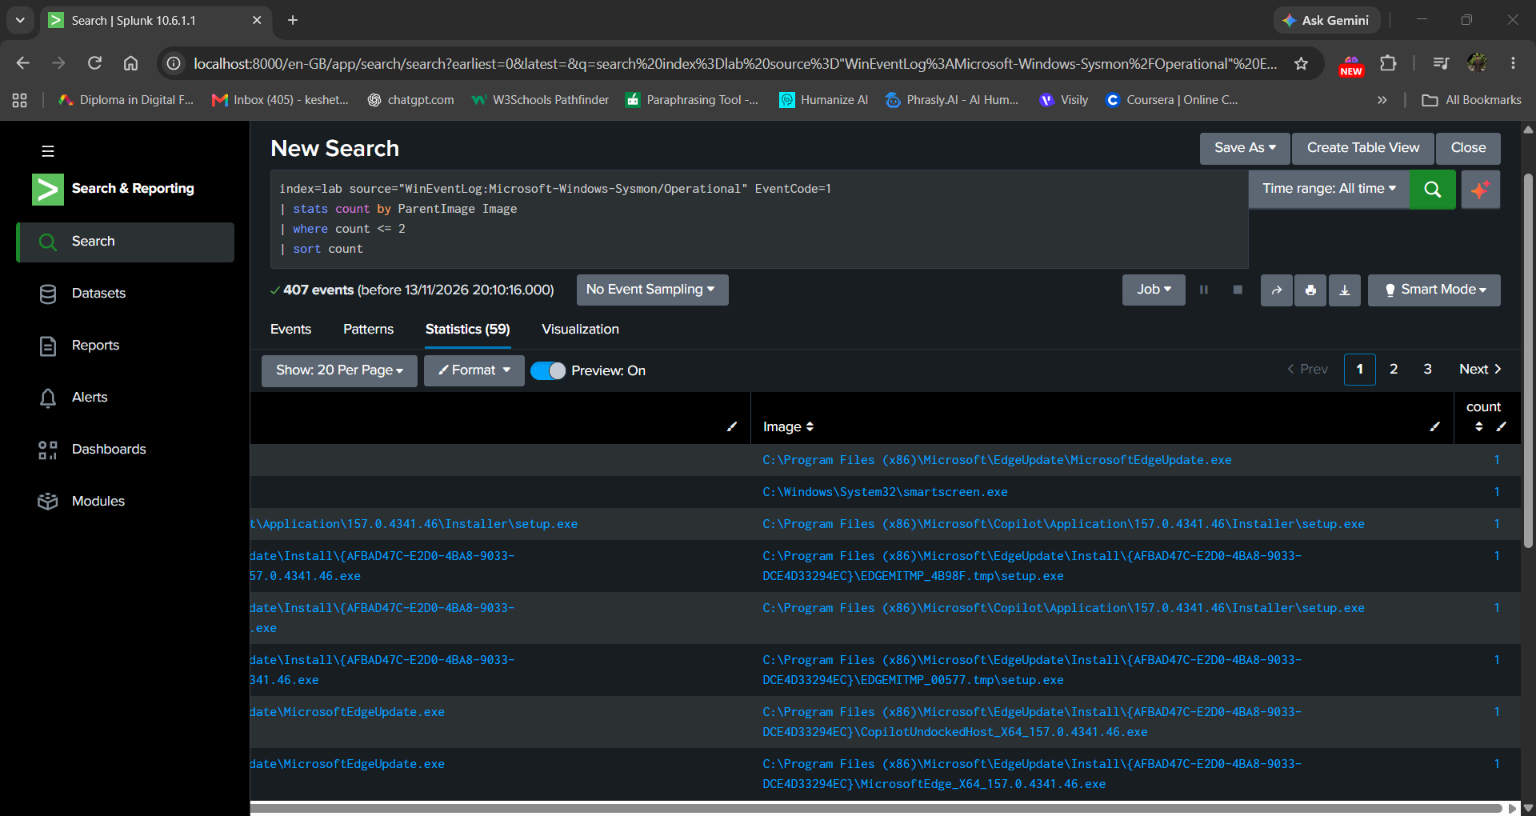 Search | Splunk 10.6.1.1
Ask Gemini
localhost:8000/en-GB/app/search/search?earliest=0&latest=&q=search%20index%3Dlab%20source%3D"WinEventLog%3AMicrosoft-Windows-Sysmon%2FOperational"%20E...
NEW
Diploma in Digital F...
Inbox (405) - keshet...
chatgpt.com
W3Schools Pathfinder
Paraphrasing Tool -...
Humanize AI
Phrasly.AI - AI Hum...
Visily
Coursera | Online C...
All Bookmarks
Search & Reporting
Search
Datasets
Reports
Alerts
Dashboards
Modules
New Search
Save As
Create Table View
Close
index=lab source="WinEventLog:Microsoft-Windows-Sysmon/Operational" EventCode=1
| stats count by ParentImage Image
| where count <= 2
| sort count
Time range: All time
407 events (before 13/11/2026 20:10:16.000)
No Event Sampling
Job
Smart Mode
Events
Patterns
Statistics (59)
Visualization
Show: 20 Per Page
Format
Preview: On
< Prev
1
2
3
Next >
Image
count
C:\Program Files (x86)\Microsoft\EdgeUpdate\MicrosoftEdgeUpdate.exe
1
C:\Windows\System32\smartscreen.exe
1
t\Application\157.0.4341.46\Installer\setup.exe
C:\Program Files (x86)\Microsoft\Copilot\Application\157.0.4341.46\Installer\setup.exe
1
date\Install\{AFBAD47C-E2D0-4BA8-9033-
57.0.4341.46.exe
C:\Program Files (x86)\Microsoft\EdgeUpdate\Install\{AFBAD47C-E2D0-4BA8-9033-
DCE4D33294EC}\EDGEMITMP_4B98F.tmp\setup.exe
1
date\Install\{AFBAD47C-E2D0-4BA8-9033-
.exe
C:\Program Files (x86)\Microsoft\Copilot\Application\157.0.4341.46\Installer\setup.exe
1
date\Install\{AFBAD47C-E2D0-4BA8-9033-
341.46.exe
C:\Program Files (x86)\Microsoft\EdgeUpdate\Install\{AFBAD47C-E2D0-4BA8-9033-
DCE4D33294EC}\EDGEMITMP_00577.tmp\setup.exe
1
date\MicrosoftEdgeUpdate.exe
C:\Program Files (x86)\Microsoft\EdgeUpdate\Install\{AFBAD47C-E2D0-4BA8-9033-
DCE4D33294EC}\CopilotUndockedHost_X64_157.0.4341.46.exe
1
date\MicrosoftEdgeUpdate.exe
C:\Program Files (x86)\Microsoft\EdgeUpdate\Install\{AFBAD47C-E2D0-4BA8-9033-
DCE4D33294EC}\MicrosoftEdge_X64_157.0.4341.46.exe
1